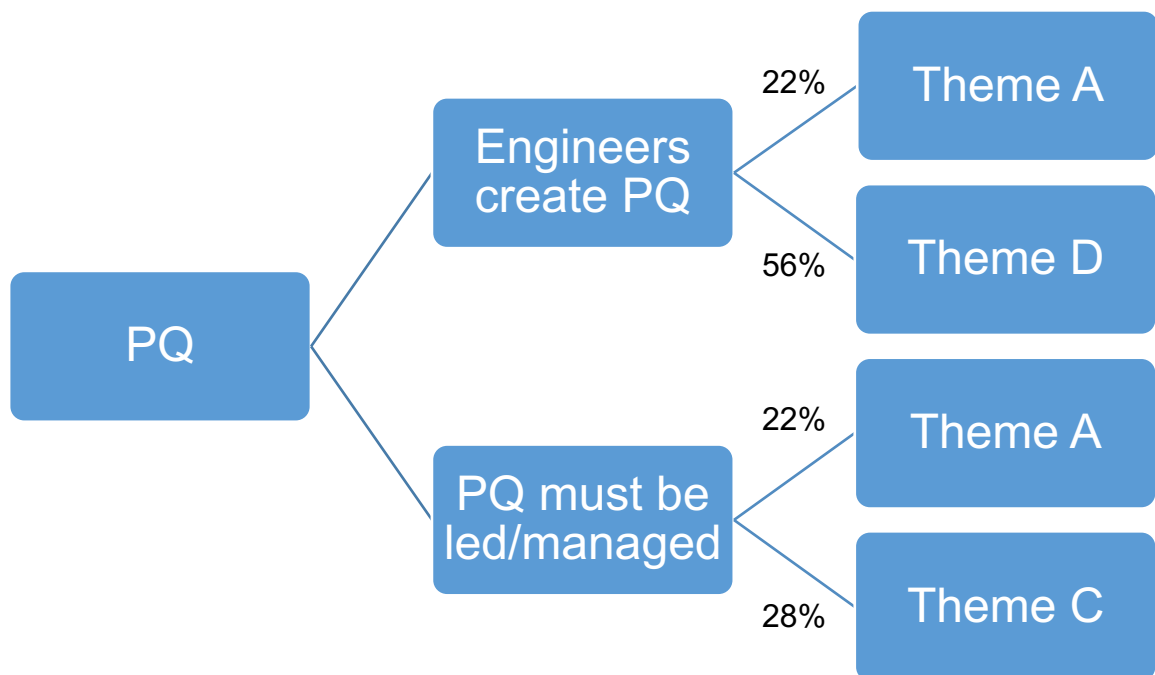 PQ
Engineers
create PQ
22%
Theme A
56%
Theme D
PQ must be
led/managed
22%
Theme A
28%
Theme C